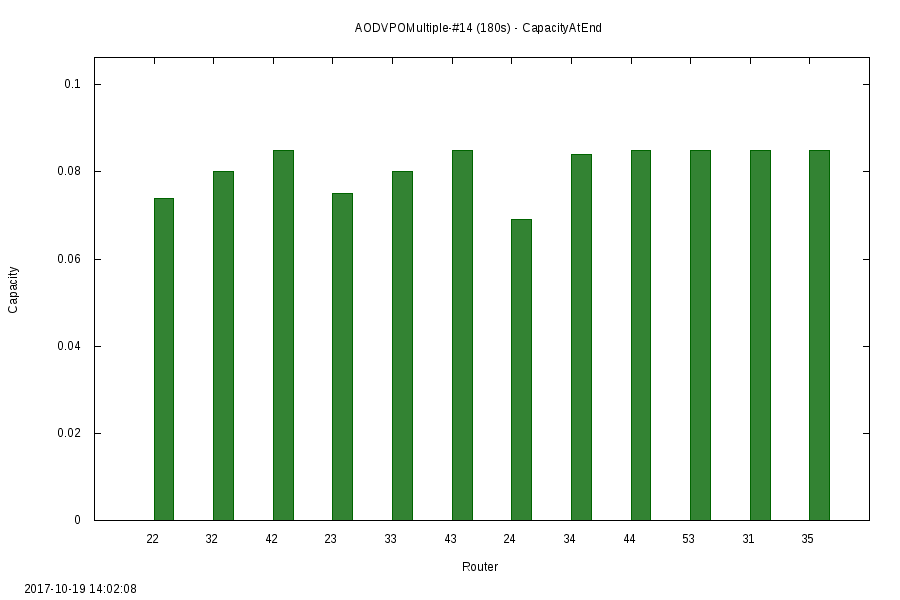 AODVPOMultiple-#14 (180s) - CapacityAtEnd
0.1
0.08
0.06
0.04
0.02
0
Capacity
22 32 42 23 33 43 24 34 44 53 31 35
Router
2017-10-19 14:02:08